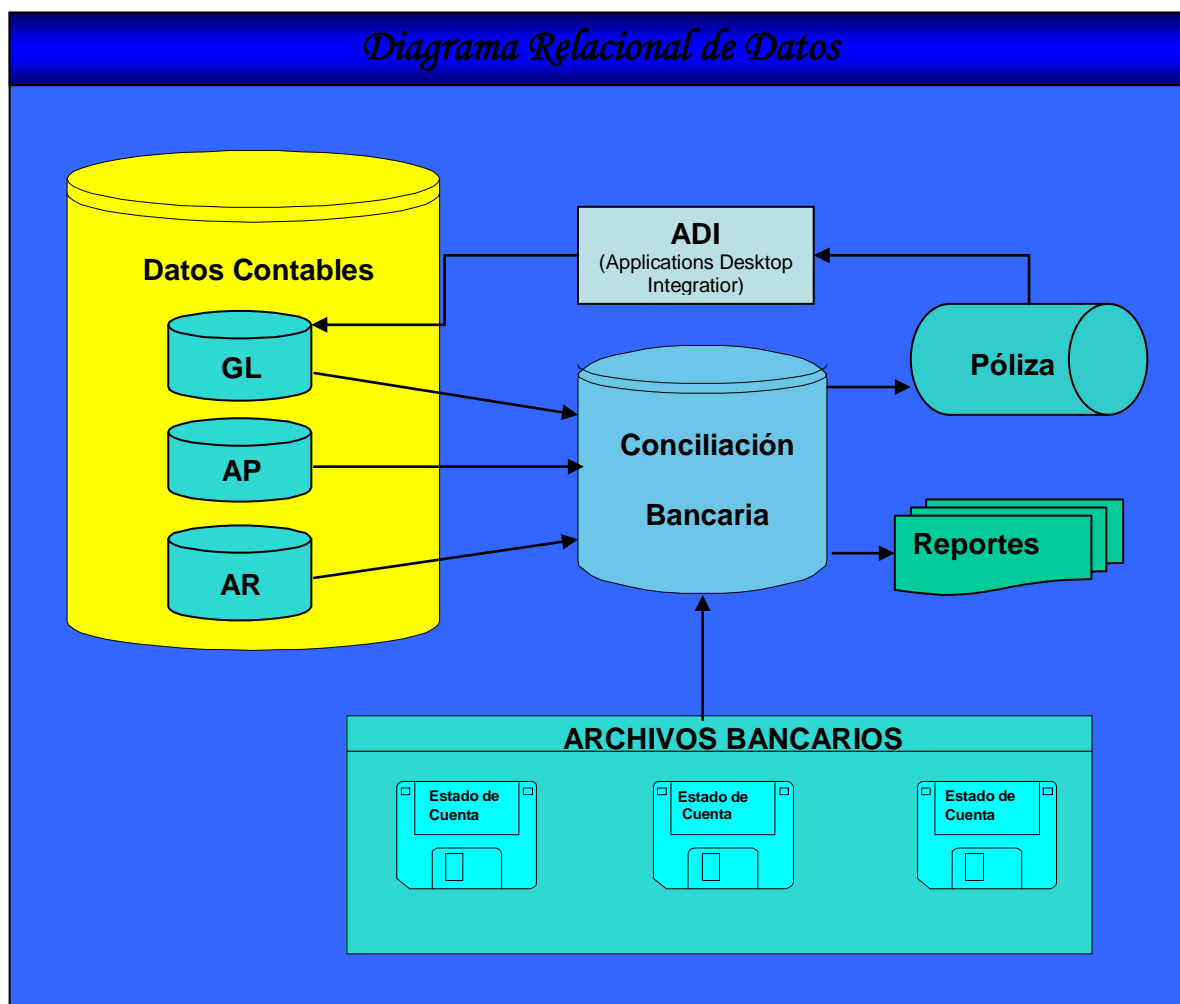 Diagrama Relacional de Datos
ADI
(Applications Desktop
Integratior)
Datos Contables
GL
AP
AR
Conciliación
Bancaria
Póliza
Reportes
ARCHIVOS BANCARIOS
Estado de
Cuenta
Estado de
Cuenta
Estado de
Cuenta